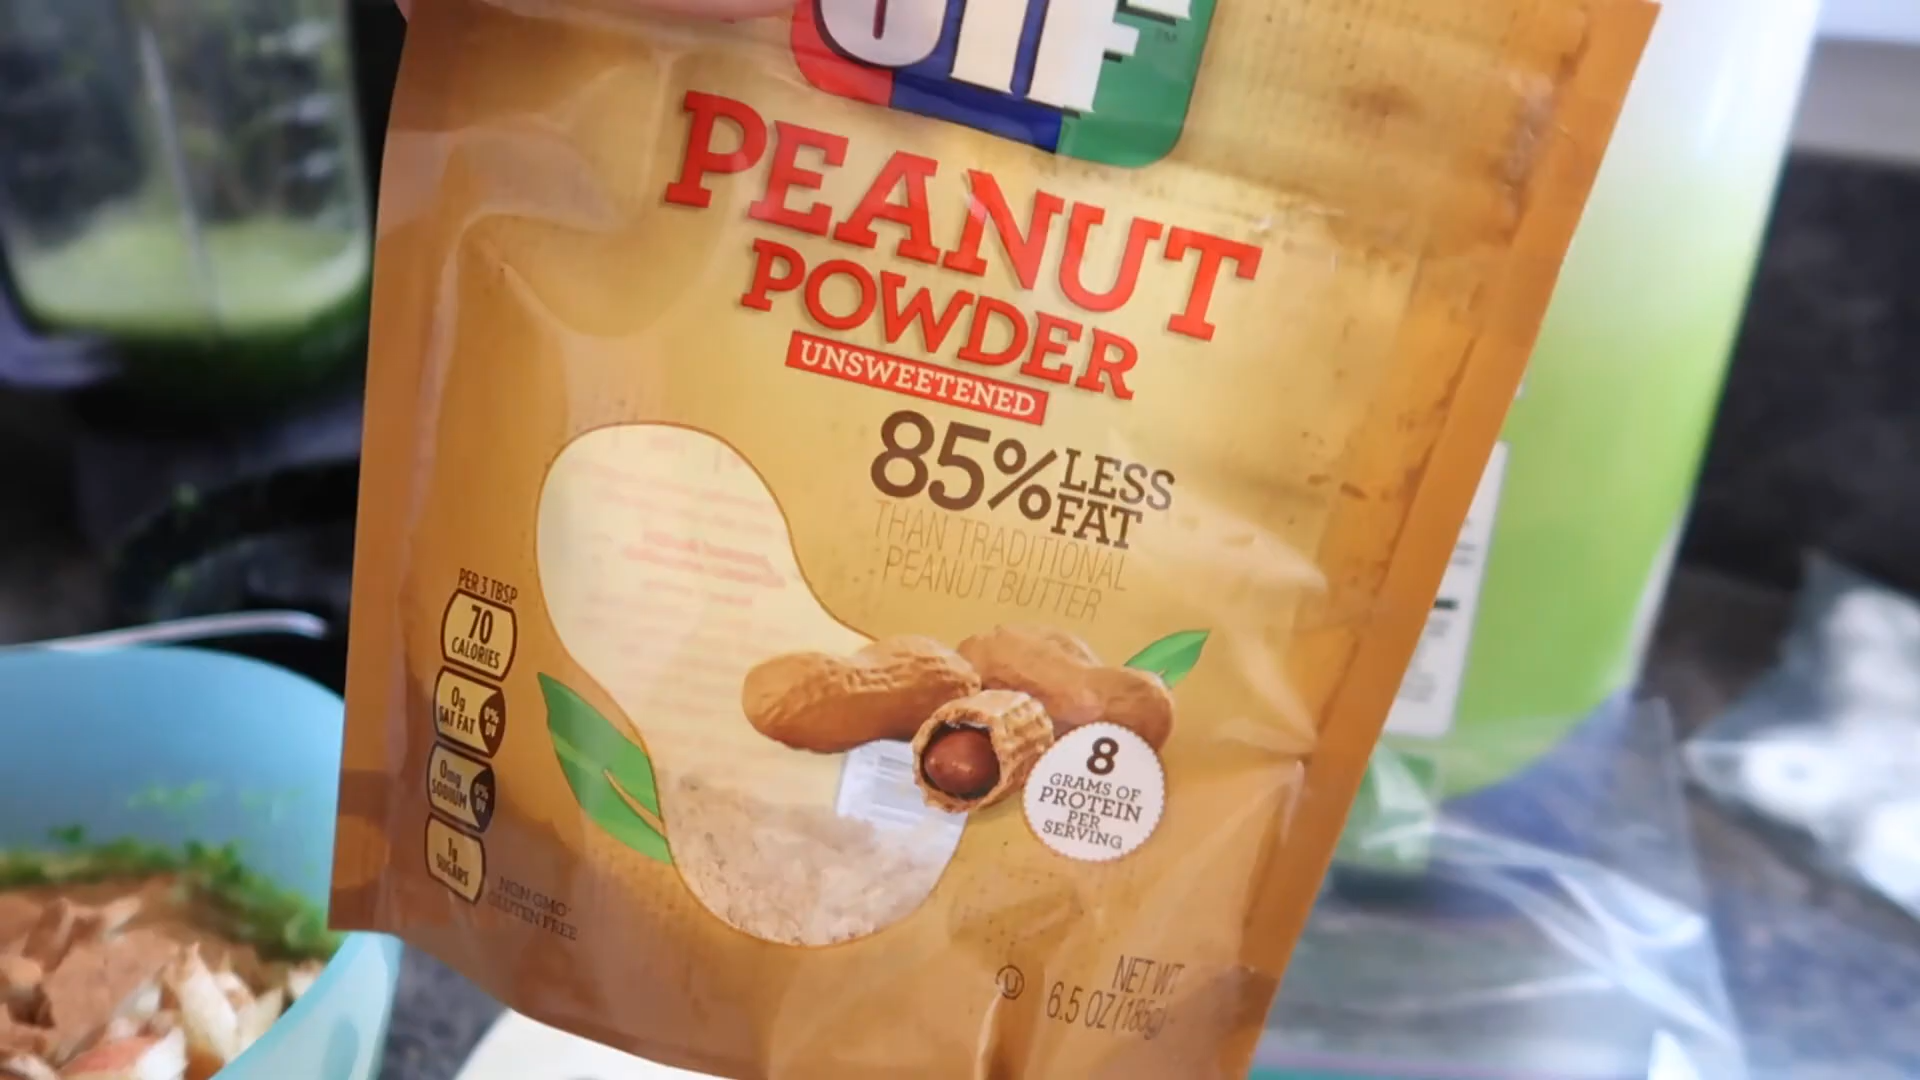 Jif
PEANUT
POWDER
UNSWEETENED
85% LESS
FAT
THAN TRADITIONAL
PEANUT BUTTER
PER 3 TBSP
70
CALORIES
0g
SAT FAT
0%
DV
0mg
SODIUM
0%
DV
1g
SUGARS
8
GRAMS OF
PROTEIN
PER
SERVING
NON-GMO
GLUTEN FREE
U
NET WT
6.5 OZ (185g)